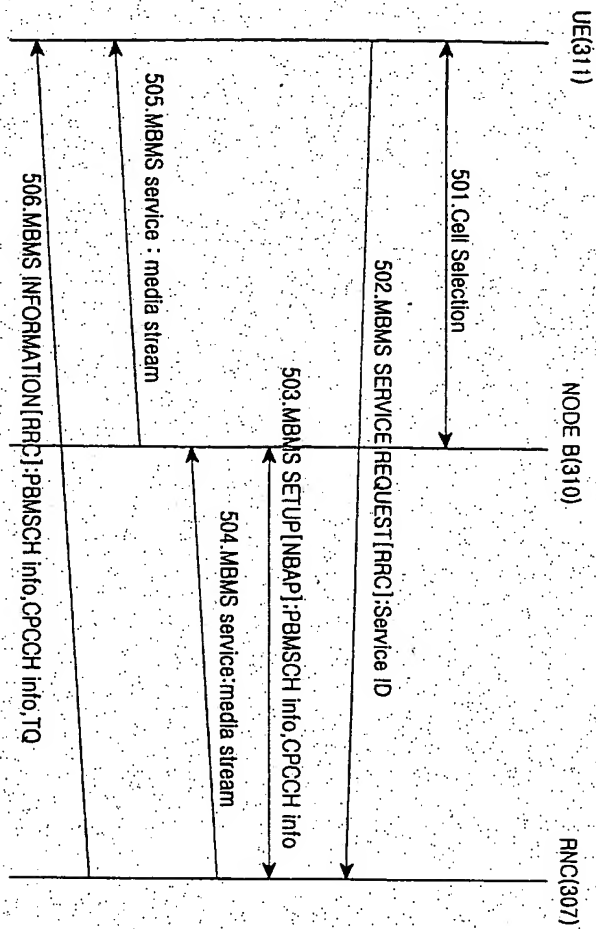 UE(311)
NODE B(310)
RNC(307)
501.Cell Selection
502.MBMS SERVICE REQUEST[RRC]:Service ID
503.MBMS SETUP[NBAP]:PBMSCH info,CPCCH info
504.MBMS service:media stream
505.MBMS service : media stream
506.MBMS INFORMATION[RRC]:PBMSCH info,CPCCH info,TQ